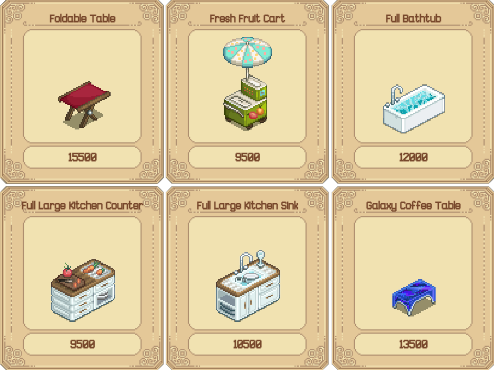 Foldable Table
Fresh Fruit Cart
Full Bathtub
15500
9500
12000
Full Large Kitchen Counter
Full Large Kitchen Sink
Galaxy Coffee Table
9500
10500
13500